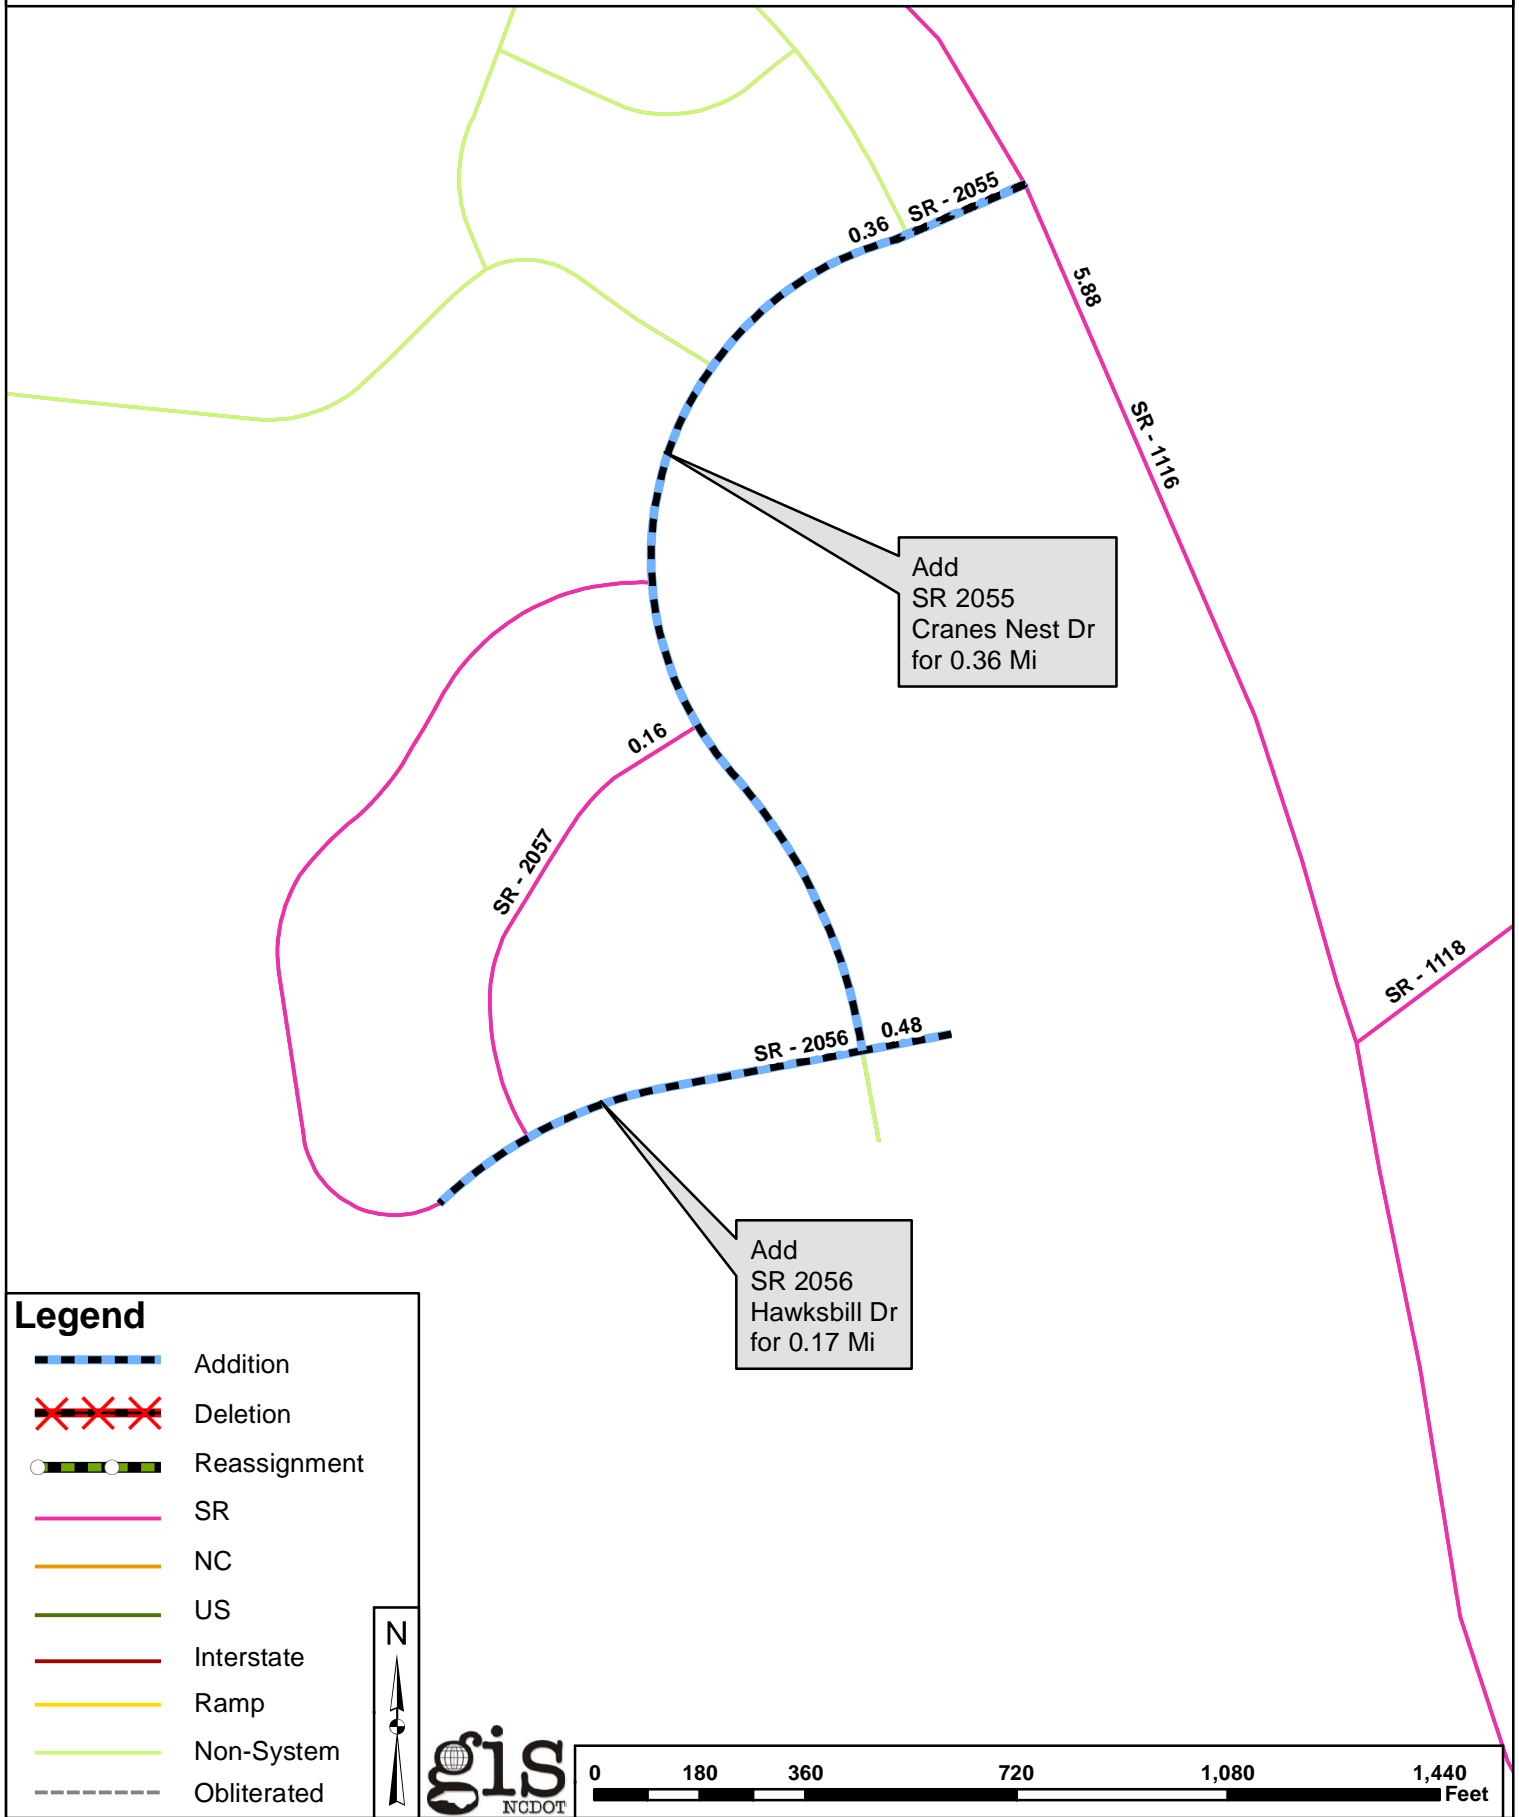 SR - 2055
0.36
5.88
SR - 1116
Add
SR 2055
Cranes Nest Dr
for 0.36 Mi
0.16
SR - 2057
SR - 1118
SR - 2056
0.48
Add
SR 2056
Hawksbill Dr
for 0.17 Mi
Legend
Addition
Deletion
Reassignment
SR
NC
US
Interstate
Ramp
Non-System
Obliterated
N
gis
NCDOT
0 180 360 720 1,080 1,440
Feet